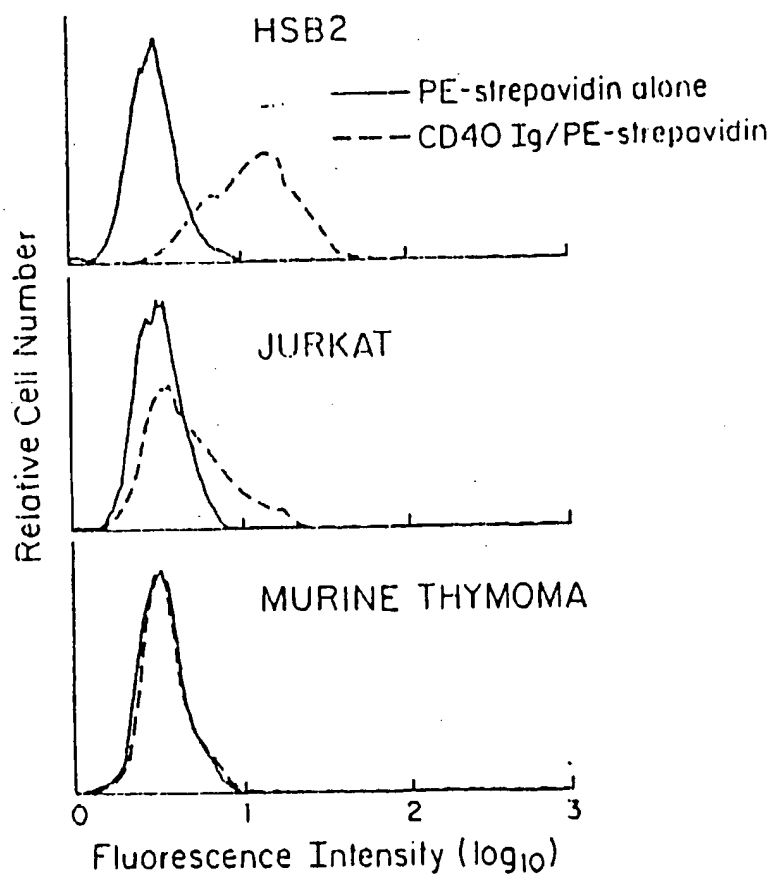 HSB2
PE-strepavidin alone
CD40 Ig/PE-strepavidin
JURKAT
MURINE THYMOMA
Relative Cell Number
0 1 2 3
Fluorescence Intensity (log10)